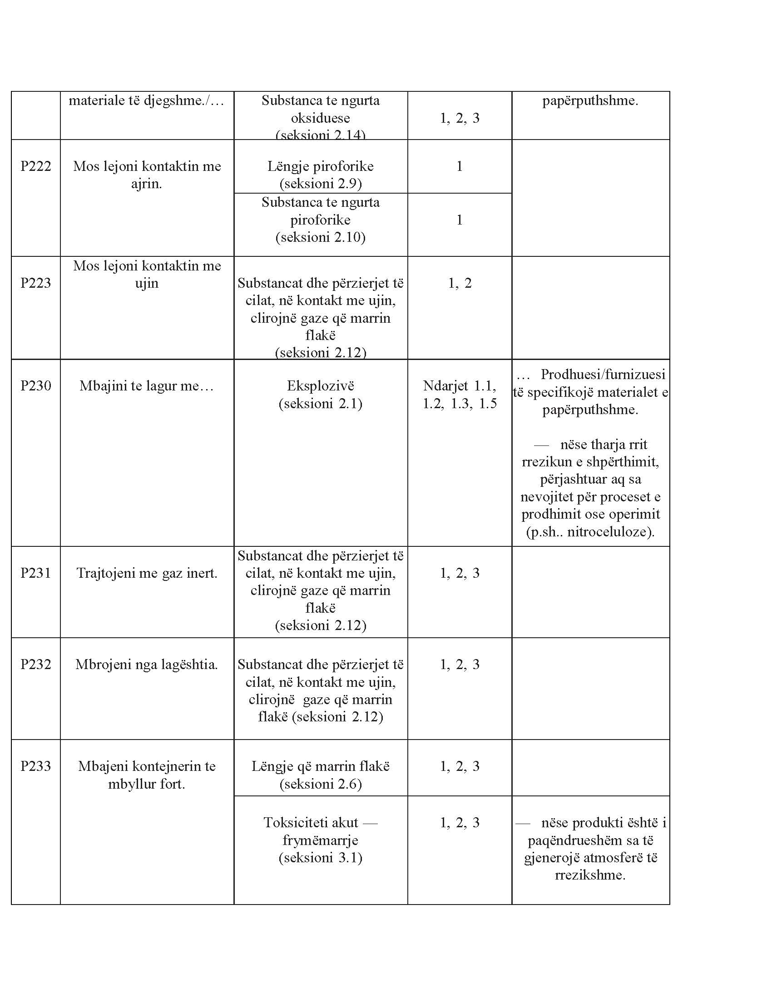 materiale të djegshme./…
Substanca te ngurta
oksiduese
(seksioni 2.14)
1, 2, 3
papërputhshme.
P222
Mos lejoni kontaktin me
ajrin.
Lëngje piroforike
(seksioni 2.9)
1
Substanca te ngurta
piroforike
(seksioni 2.10)
1
P223
Mos lejoni kontaktin me
ujin
Substancat dhe përzierjet të
cilat, në kontakt me ujin,
clirojnë gaze që marrin
flakë
(seksioni 2.12)
1, 2
P230
Mbajini te lagur me…
Eksplozivë
(seksioni 2.1)
Ndarjet 1.1,
1.2, 1.3, 1.5
… Prodhuesi/furnizuesi
të specifikojë materialet e
papërputhshme.
— nëse tharja rrit
rrezikun e shpërthimit,
përjashtuar aq sa
nevojitet për proceset e
prodhimit ose operimit
(p.sh.. nitroceluloze).
P231
Trajtojeni me gaz inert.
Substancat dhe përzierjet të
cilat, në kontakt me ujin,
clirojnë gaze që marrin
flakë
(seksioni 2.12)
1, 2, 3
P232
Mbrojeni nga lagështia.
Substancat dhe përzierjet të
cilat, në kontakt me ujin,
clirojnë  gaze që marrin
flakë (seksioni 2.12)
1, 2, 3
P233
Mbajeni kontejnerin te
mbyllur fort.
Lëngje që marrin flakë
(seksioni 2.6)
1, 2, 3
Toksiciteti akut —
frymëmarrje
(seksioni 3.1)
1, 2, 3
— nëse produkti është i
paqëndrueshëm sa të
gjenerojë atmosferë të
rrezikshme.